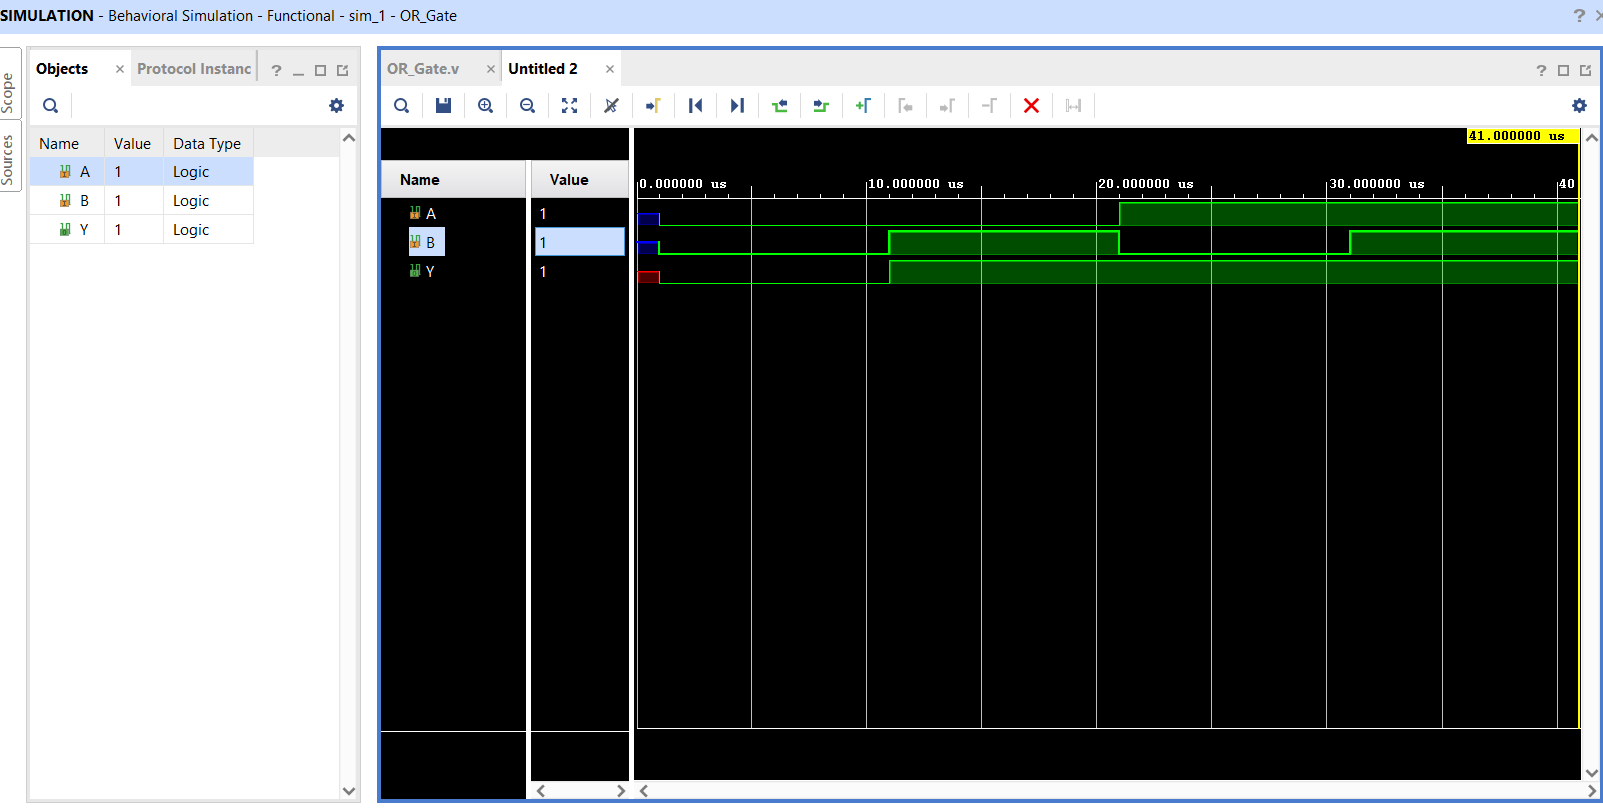 SIMULATION - Behavioral Simulation - Functional - sim_1 - OR_Gate
Scope
Sources
Objects
Protocol Instanc
Name Value Data Type
A 1 Logic
B 1 Logic
Y 1 Logic
OR_Gate.v
Untitled 2
41.000000 us
Name Value
0.000000 us 10.000000 us 20.000000 us 30.000000 us 40
A 1
B 1
Y 1